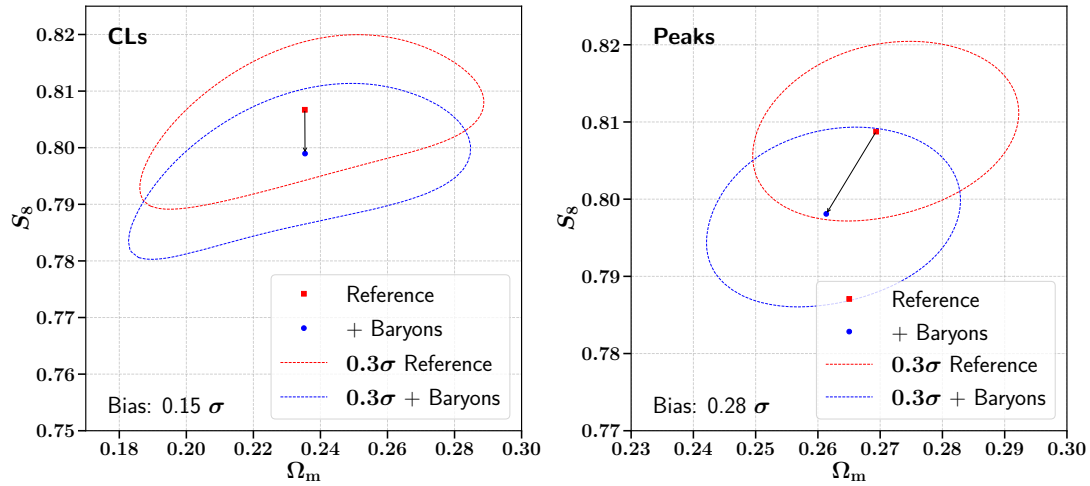 CLs
0.82
0.81
0.80
0.79
0.78
0.77
0.76
0.75
S₈
Reference
+ Baryons
0.3σ Reference
0.3σ + Baryons
Bias: 0.15 σ
0.18 0.20 0.22 0.24 0.26 0.28 0.30
Ωₘ
Peaks
0.82
0.81
0.80
0.79
0.78
0.77
S₈
Reference
+ Baryons
0.3σ Reference
0.3σ + Baryons
Bias: 0.28 σ
0.23 0.24 0.25 0.26 0.27 0.28 0.29 0.30
Ωₘ